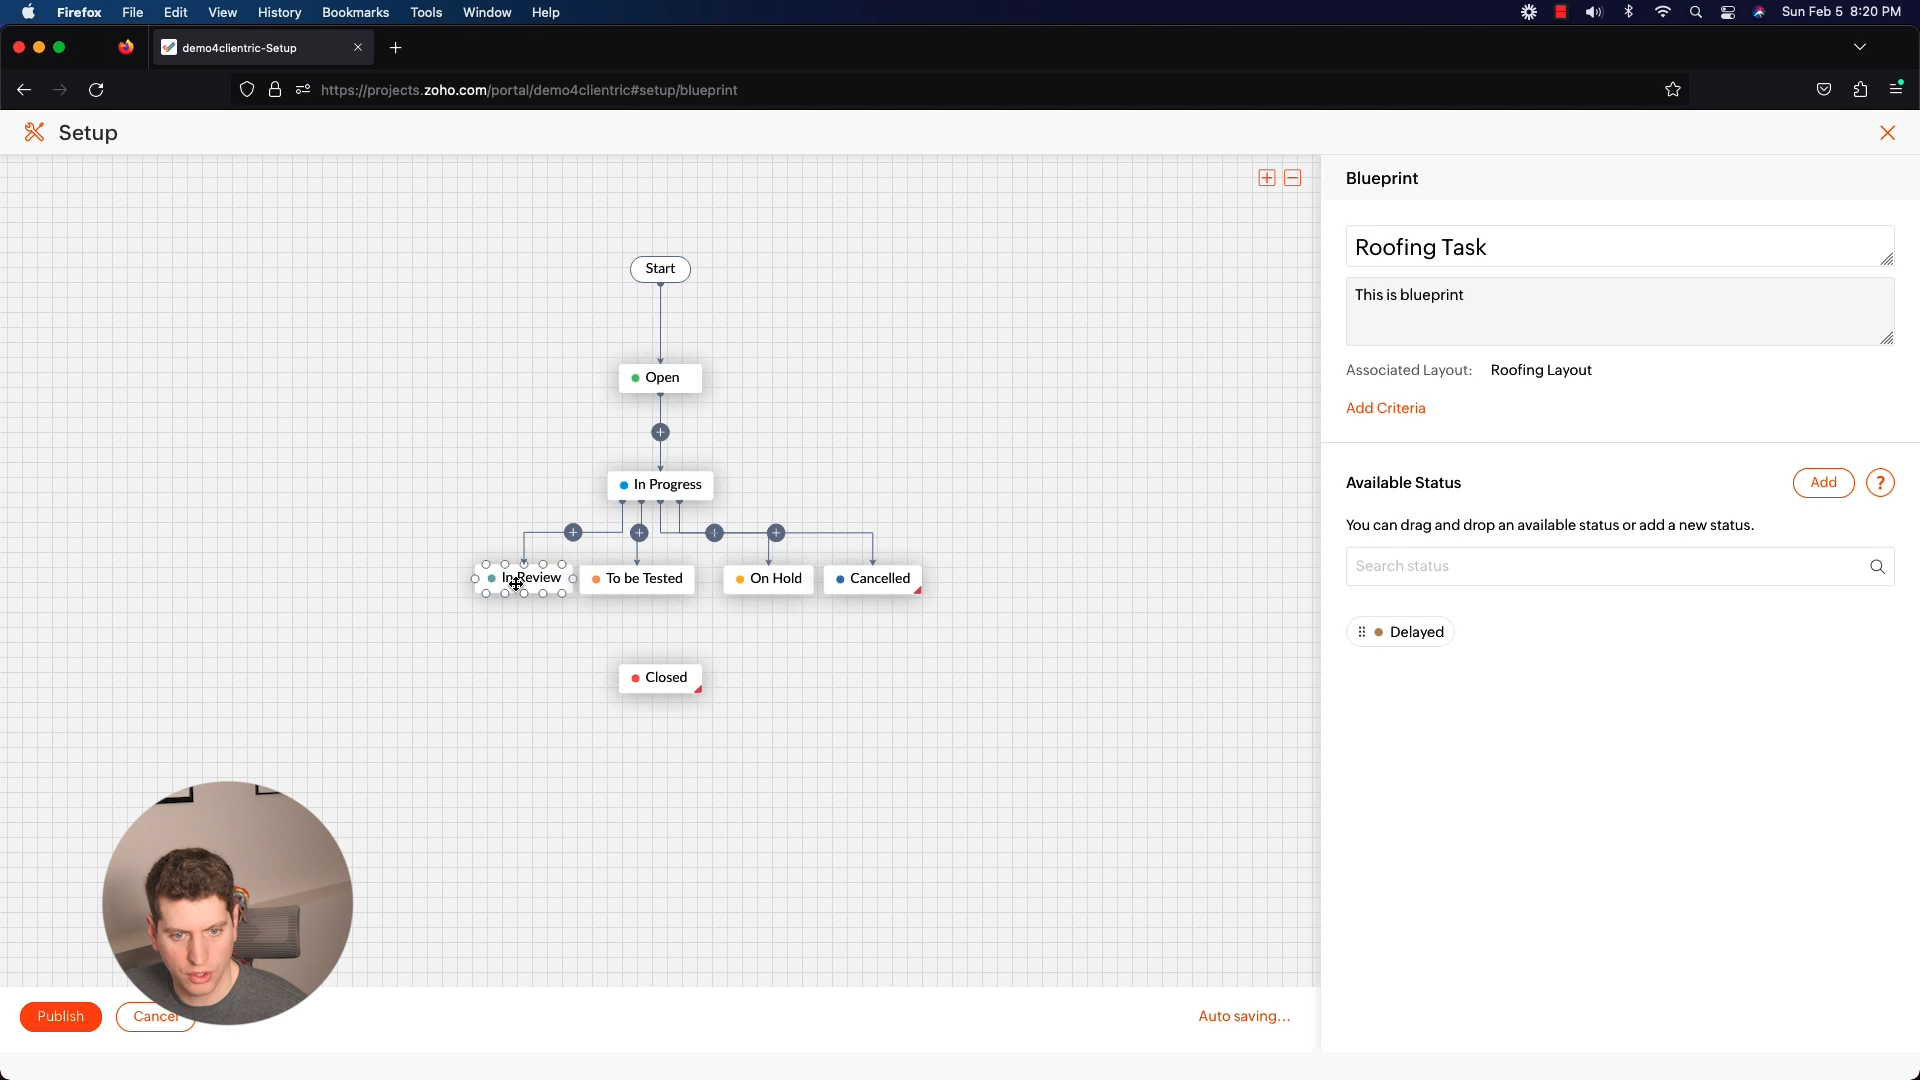 Firefox File Edit View History Bookmarks Tools Window Help Sun Feb 5 8:20 PM
demo4clientric-Setup
https://projects.zoho.com/portal/demo4clientric#setup/blueprint
Setup
Blueprint
Roofing Task
This is blueprint
Associated Layout: Roofing Layout
Add Criteria
Available Status Add ?
You can drag and drop an available status or add a new status.
Search status
Delayed
Start
Open
In Progress
In Review To be Tested On Hold Cancelled
Closed
Publish Cancel Auto saving...